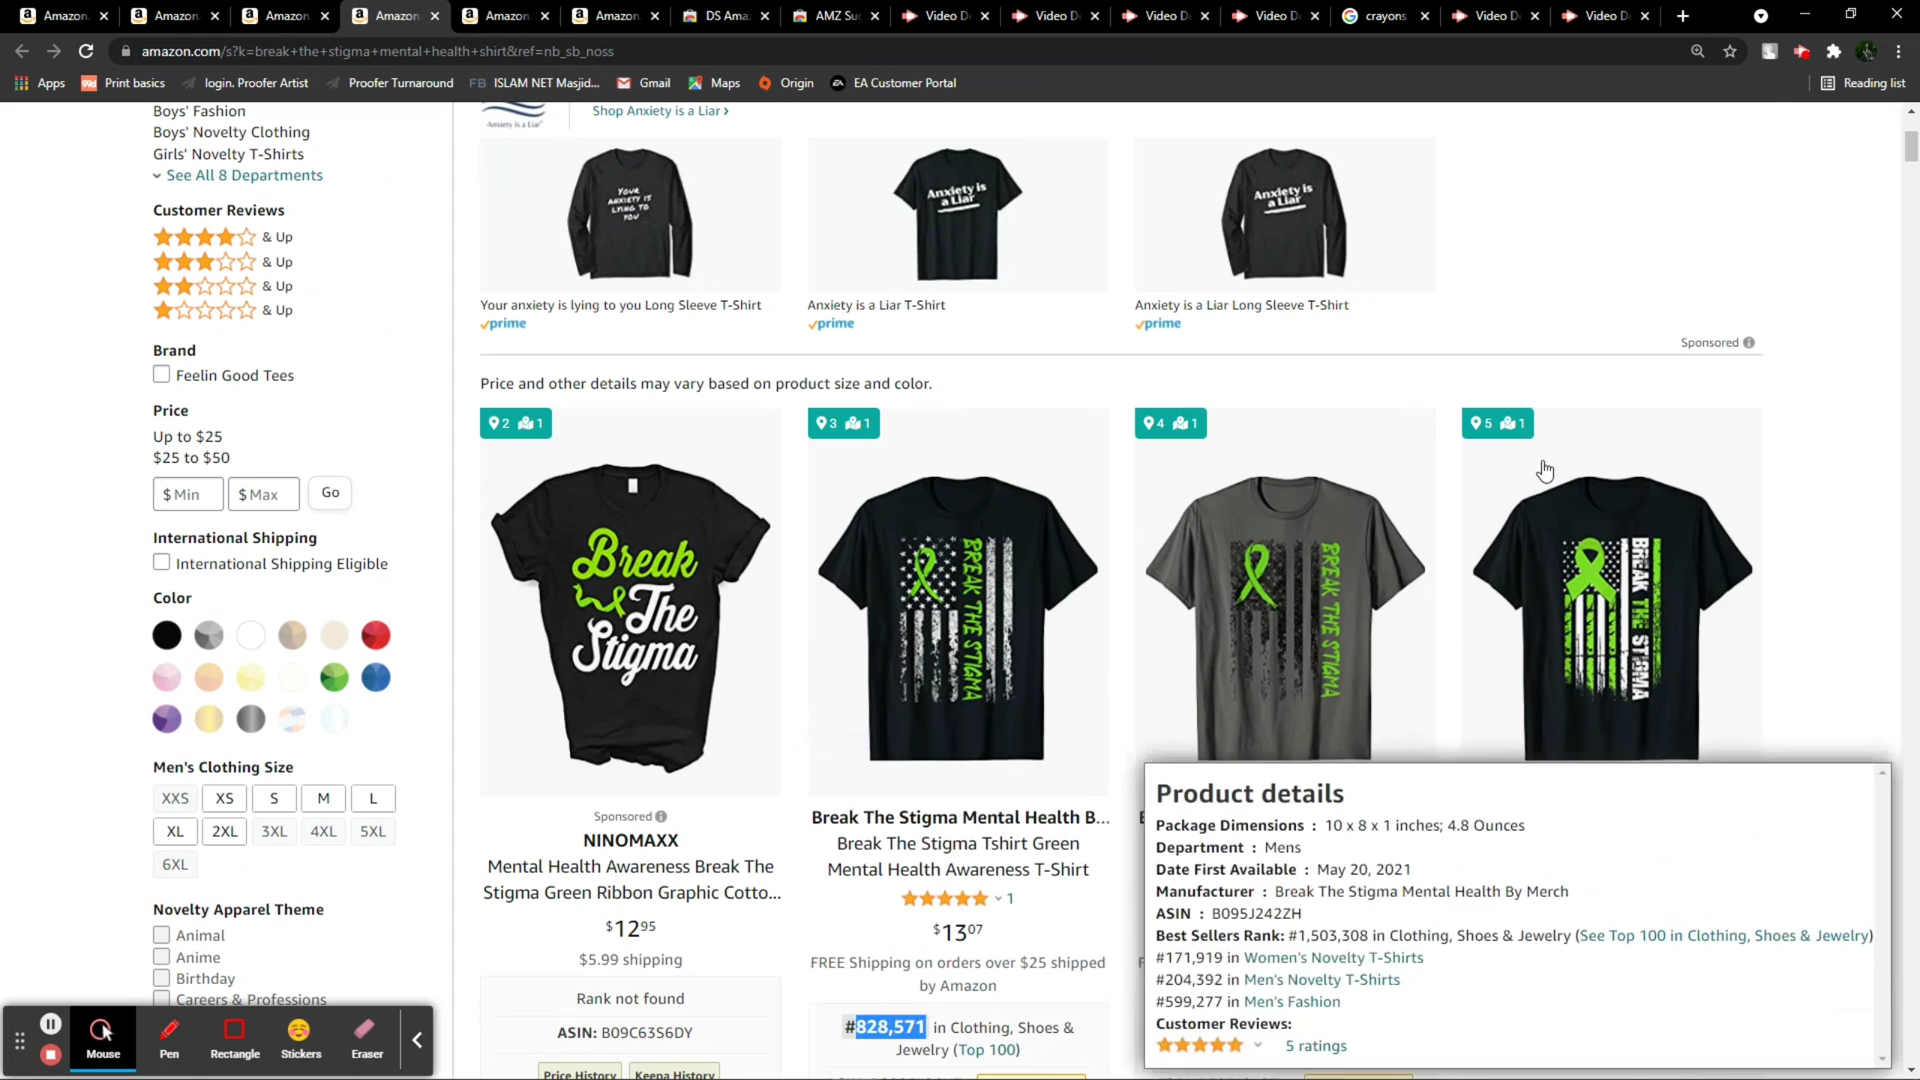 Amazon.
Amazon.
Amazon.
Amazon.
Amazon.
Amazon.
DS Ama
AMZ Su
Video D
Video D
Video D
Video D
crayons
Video D
Video D
amazon.com/s?k=break+the+stigma+mental+health+shirt&ref=nb_sb_noss
Apps
99d Print basics
login. Proofer Artist
Proofer Turnaround
FB ISLAM NET Masjid...
Gmail
Maps
Origin
EA Customer Portal
Reading list
Boys' Fashion
Boys' Novelty Clothing
Girls' Novelty T-Shirts
See All 8 Departments
Customer Reviews
& Up
& Up
& Up
& Up
Brand
Feelin Good Tees
Price
Up to $25
$25 to $50
$ Min
$ Max
Go
International Shipping
International Shipping Eligible
Color
Men's Clothing Size
XXS XS S M L
XL 2XL 3XL 4XL 5XL
6XL
Novelty Apparel Theme
Animal
Anime
Birthday
Careers & Professions
Anxiety is a Liar
Shop Anxiety is a Liar ›
YOUR
ANXIETY IS
LYING TO
YOU
Anxiety is
a Liar
Anxiety is
a Liar
Your anxiety is lying to you Long Sleeve T-Shirt
prime
Anxiety is a Liar T-Shirt
prime
Anxiety is a Liar Long Sleeve T-Shirt
prime
Sponsored
Price and other details may vary based on product size and color.
2 1
3 1
4 1
5 1
Break
The
Stigma
BREAK THE STIGMA
BREAK THE STIGMA
BREAK THE STIGMA
Sponsored
NINOMAXX
Mental Health Awareness Break The
Stigma Green Ribbon Graphic Cotto...
$12 95
$5.99 shipping
Rank not found
ASIN: B09C63S6DY
Price History
Keepa History
Break The Stigma Mental Health B...
Break The Stigma Tshirt Green
Mental Health Awareness T-Shirt
1
$13 07
FREE Shipping on orders over $25 shipped
by Amazon
#828,571 in Clothing, Shoes &
Jewelry (Top 100)
Product details
Package Dimensions : 10 x 8 x 1 inches; 4.8 Ounces
Department : Mens
Date First Available : May 20, 2021
Manufacturer : Break The Stigma Mental Health By Merch
ASIN : B095J242ZH
Best Sellers Rank: #1,503,308 in Clothing, Shoes & Jewelry (See Top 100 in Clothing, Shoes & Jewelry)
#171,919 in Women's Novelty T-Shirts
#204,392 in Men's Novelty T-Shirts
#599,277 in Men's Fashion
Customer Reviews:
5 ratings
Mouse
Pen
Rectangle
Stickers
Eraser